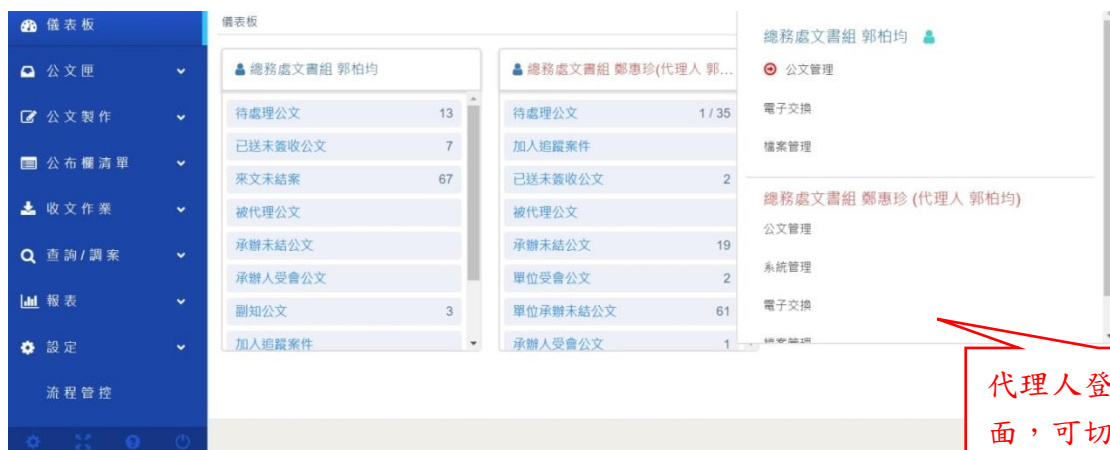 儀表板
公文匣
公文製作
公布欄清單
收文作業
查詢/調案
報表
設定
流程管控
儀表板
總務處文書組 郭柏均
待處理公文 13
已送未簽收公文 7
來文未結案 67
被代理公文
承辦未結公文
承辦人受會公文
副知公文 3
加入追蹤案件
總務處文書組 鄭惠珍(代理人 郭...
待處理公文 1 / 35
加入追蹤案件
已送未簽收公文 2
被代理公文
承辦未結公文 19
單位受會公文 2
單位承辦未結公文 61
承辦人受會公文 1
總務處文書組 郭柏均
公文管理
電子交換
檔案管理
總務處文書組 鄭惠珍 (代理人 郭柏均)
公文管理
系統管理
電子交換
檔案管理
代理人登
面，可切